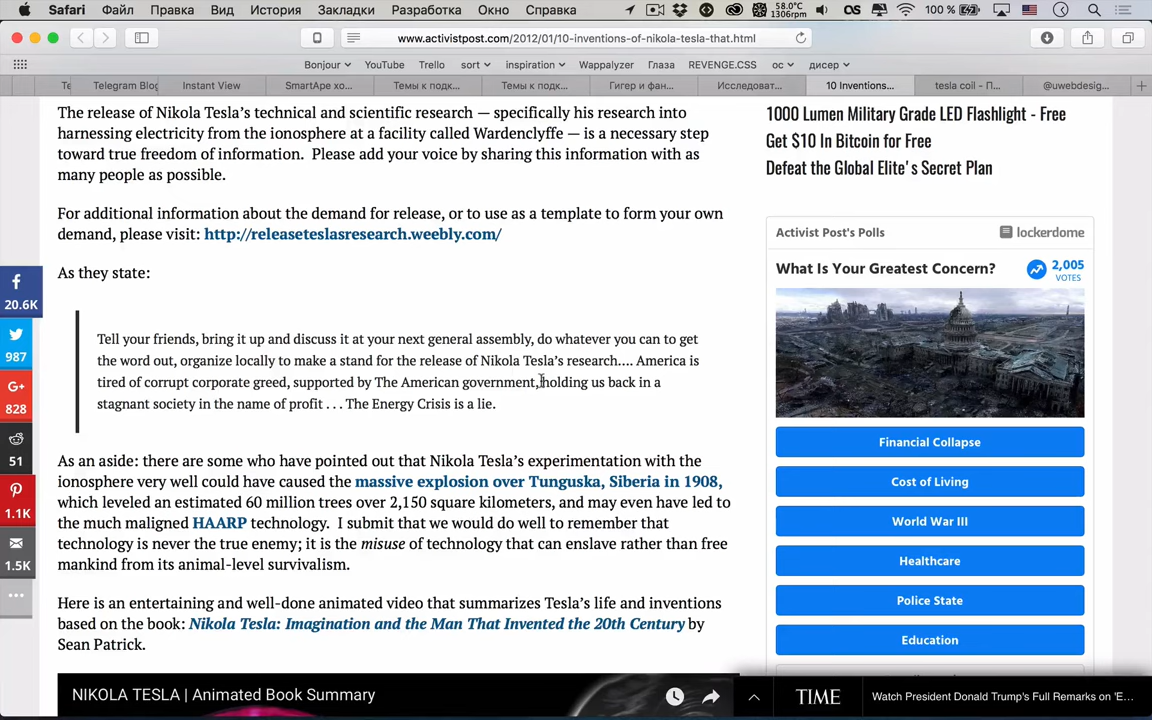 Safari Файл Правка Вид История Закладки Разработка Окно Справка 58.0°C 1306rpm 100 %
www.activistpost.com/2012/01/10-inventions-of-nikola-tesla-that.html
Bonjour YouTube Trello sort inspiration Wappalyzer Глаза REVENGE.CSS ос дисер
Te Telegram Blog Instant View SmartApe хо... Темы к подк... Темы к подк... Гигер и фан... Исследоват... 10 Inventions... tesla coil - П... @uwebdesig...
The release of Nikola Tesla's technical and scientific research — specifically his research into
harnessing electricity from the ionosphere at a facility called Wardenclyffe — is a necessary step
toward true freedom of information. Please add your voice by sharing this information with as
many people as possible.
For additional information about the demand for release, or to use as a template to form your own
demand, please visit: http://releaseteslasresearch.weebly.com/
As they state:
Tell your friends, bring it up and discuss it at your next general assembly, do whatever you can to get
the word out, organize locally to make a stand for the release of Nikola Tesla's research.... America is
tired of corrupt corporate greed, supported by The American government, holding us back in a
stagnant society in the name of profit . . . The Energy Crisis is a lie.
As an aside: there are some who have pointed out that Nikola Tesla's experimentation with the
ionosphere very well could have caused the massive explosion over Tunguska, Siberia in 1908,
which leveled an estimated 60 million trees over 2,150 square kilometers, and may even have led to
the much maligned HAARP technology. I submit that we would do well to remember that
technology is never the true enemy; it is the misuse of technology that can enslave rather than free
mankind from its animal-level survivalism.
Here is an entertaining and well-done animated video that summarizes Tesla's life and inventions
based on the book: Nikola Tesla: Imagination and the Man That Invented the 20th Century by
Sean Patrick.
NIKOLA TESLA | Animated Book Summary
20.6K
987
G+
828
51
1.1K
1.5K
1000 Lumen Military Grade LED Flashlight - Free
Get $10 In Bitcoin for Free
Defeat the Global Elite's Secret Plan
Activist Post's Polls lockerdome
What Is Your Greatest Concern? 2,005
VOTES
Financial Collapse
Cost of Living
World War III
Healthcare
Police State
Education
TIME Watch President Donald Trump's Full Remarks on 'E...